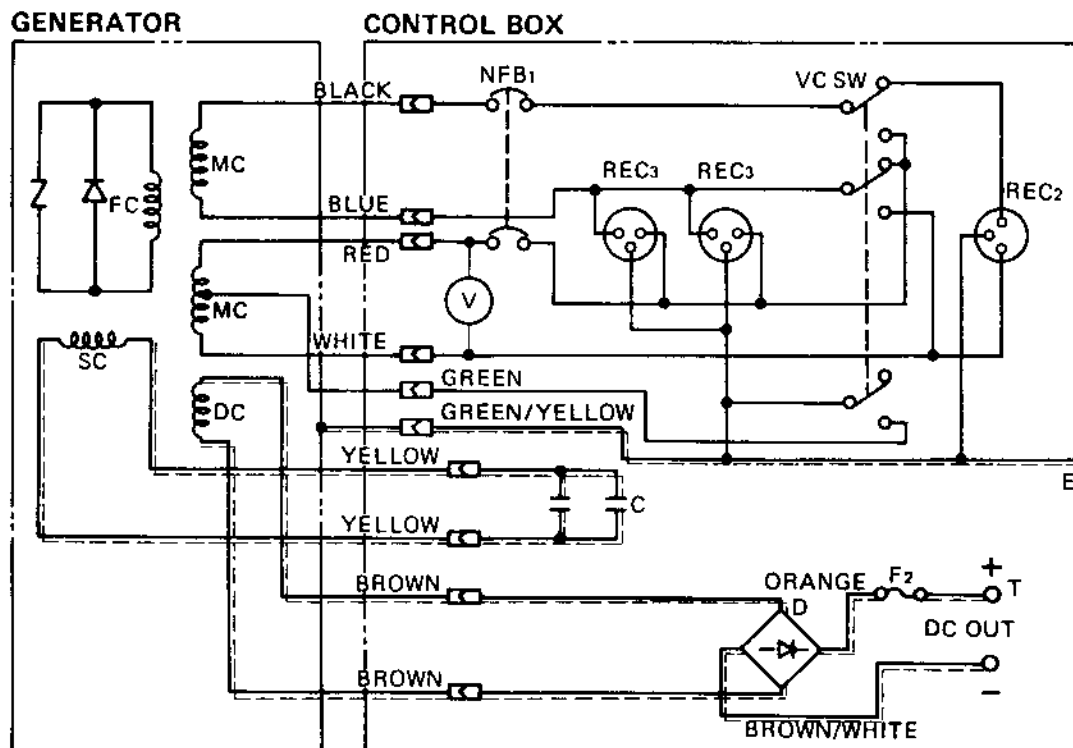 GENERATOR
CONTROL BOX
BLACK
NFB1
VC SW
MC
REC3
REC3
REC2
FC
BLUE
RED
V
MC
WHITE
SC
GREEN
DC
GREEN/YELLOW
YELLOW
E
C
YELLOW
BROWN
ORANGE
F2
+
T
D
DC OUT
BROWN
-
BROWN/WHITE